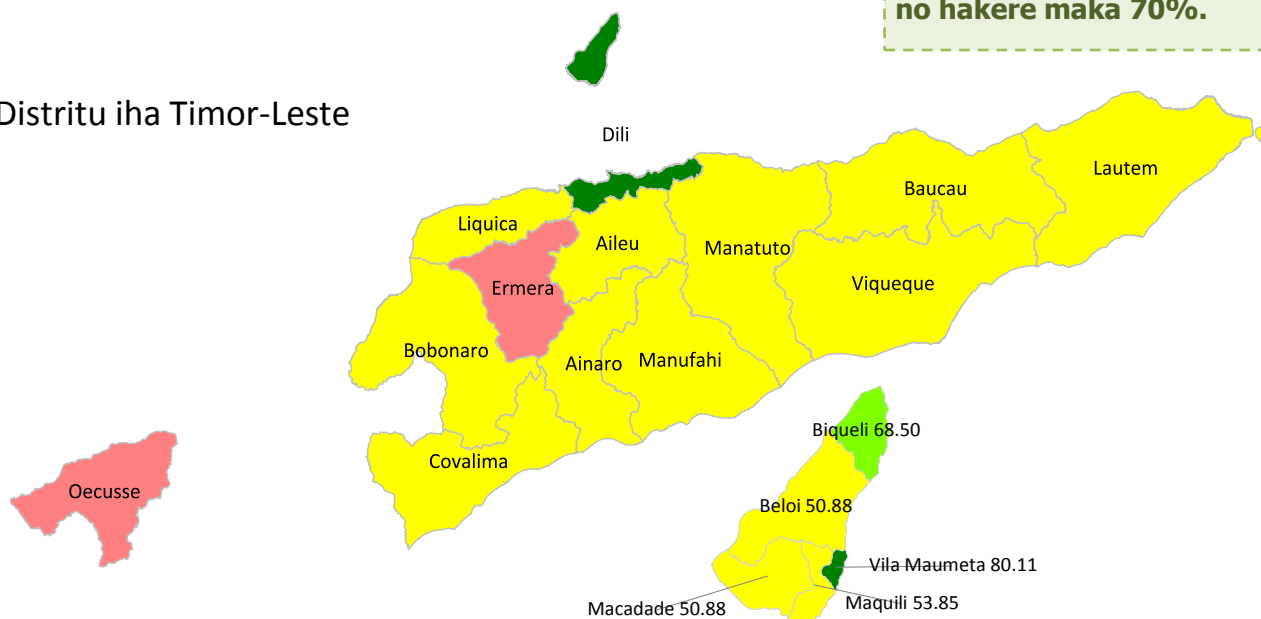 no hakere maka 70%.
Distritu iha Timor-Leste
Dili
Lautem
Baucau
Liquica
Aileu
Manatuto
Viqueque
Ermera
Bobonaro
Ainaro
Manufahi
Biqueli 68.50
Covalima
Oecusse
Beloi 50.88
Vila Maumeta 80.11
Maquili 53.85
Macadade 50.88